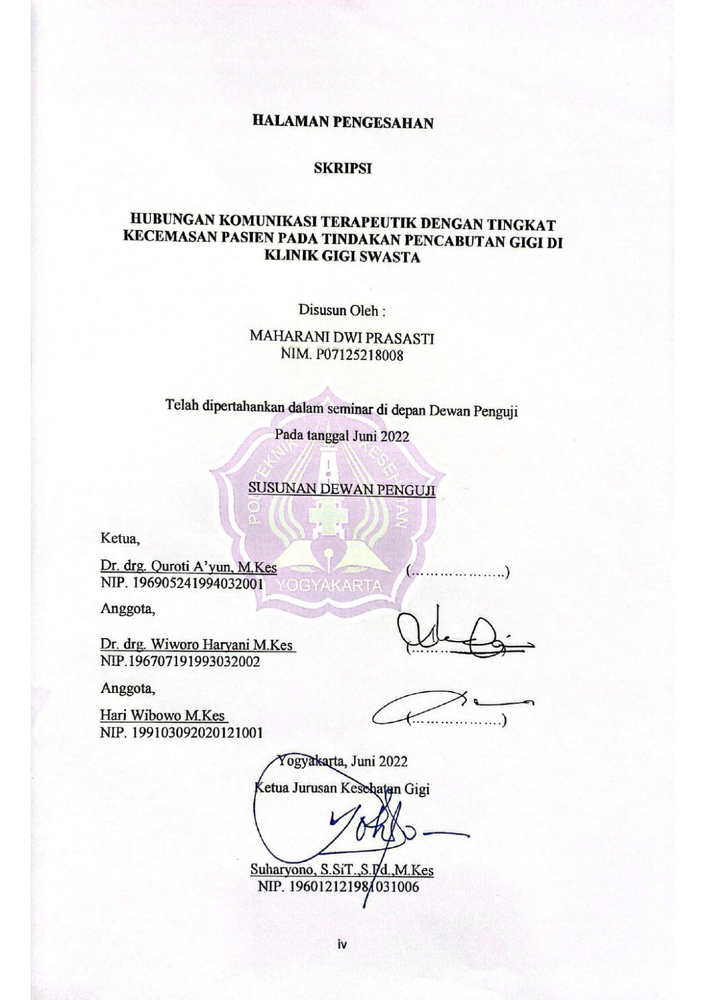 HALAMAN PENGESAHAN
SKRIPSI
HUBUNGAN KOMUNIKASI TERAPEUTIK DENGAN TINGKAT
KECEMASAN PASIEN PADA TINDAKAN PENCABUTAN GIGI DI
KLINIK GIGI SWASTA
Disusun Oleh :
MAHARANI DWI PRASASTI
NIM. P07125218008
Telah dipertahankan dalam seminar di depan Dewan Penguji
Pada tanggal Juni 2022
POLITEKNIK KESEHATAN
SUSUNAN DEWAN PENGUJI
Ketua,
Dr. drg. Quroti A’yun, M.Kes (………………..)
NIP. 196905241994032001
YOGYAKARTA
Anggota,
Dr. drg. Wiworo Haryani M.Kes
NIP.196707191993032002
Anggota,
Hari Wibowo M.Kes (……………….)
NIP. 199103092020121001
Yogyakarta, Juni 2022
Ketua Jurusan Kesehatan Gigi
Suharyono, S.SiT.,S.Pd.,M.Kes
NIP. 196012121981031006
iv